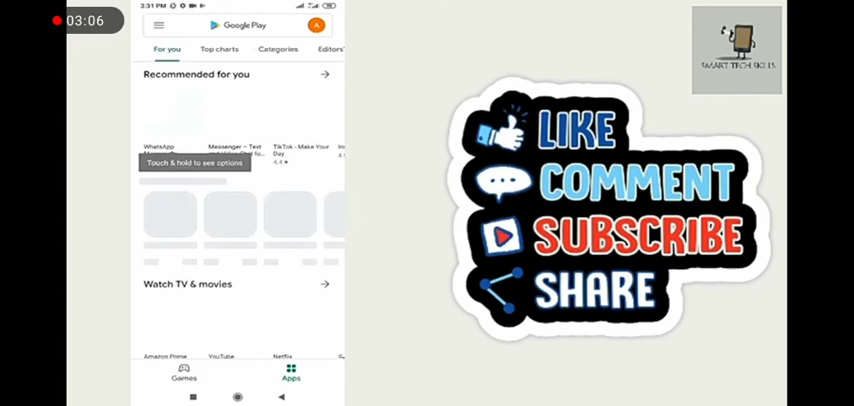 03:06
3:31 PM
Google Play
A
For you
Top charts
Categories
Editors'
Recommended for you
WhatsApp
Messenger – Text
TikTok - Make Your
Day
4.4
Touch & hold to see options
Watch TV & movies
Amazon Prime
YouTube
Netflix
Games
Apps
LIKE
COMMENT
SUBSCRIBE
SHARE
SMART TECH SKILLS